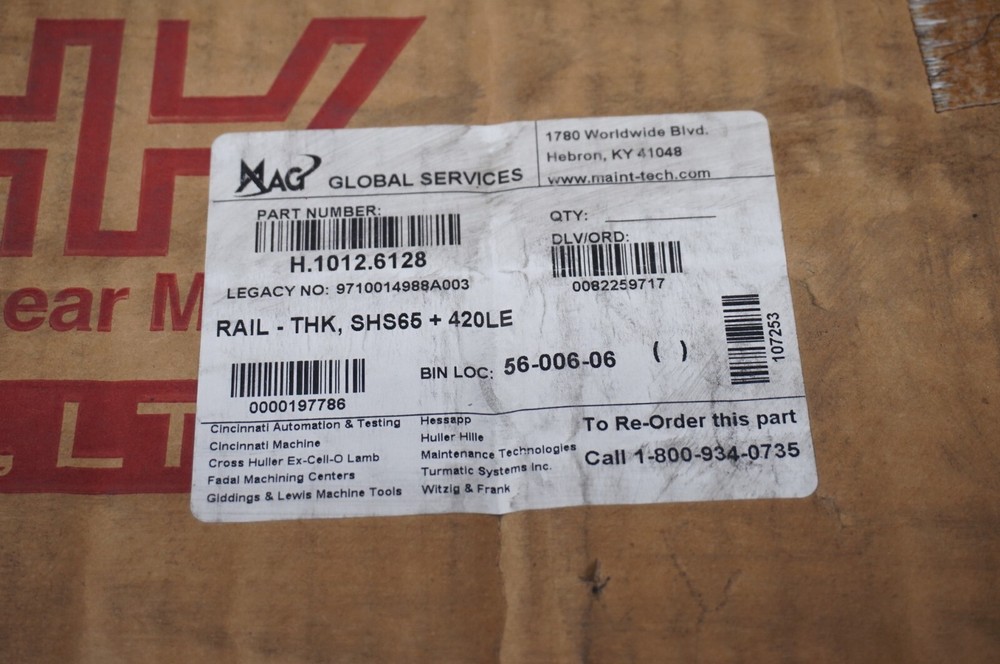 HK
ear M
, LT
MAG GLOBAL SERVICES
1780 Worldwide Blvd.
Hebron, KY 41048
www.maint-tech.com
PART NUMBER:
H.1012.6128
LEGACY NO: 9710014988A003
QTY:
DLV/ORD:
0082259717
RAIL - THK, SHS65 + 420LE
0000197786
BIN LOC: 56-006-06 ( )
107253
Cincinnati Automation & Testing
Cincinnati Machine
Cross Huller Ex-Cell-O Lamb
Fadal Machining Centers
Giddings & Lewis Machine Tools
Hessapp
Huller Hille
Maintenance Technologies
Turmatic Systems Inc.
Witzig & Frank
To Re-Order this part
Call 1-800-934-0735